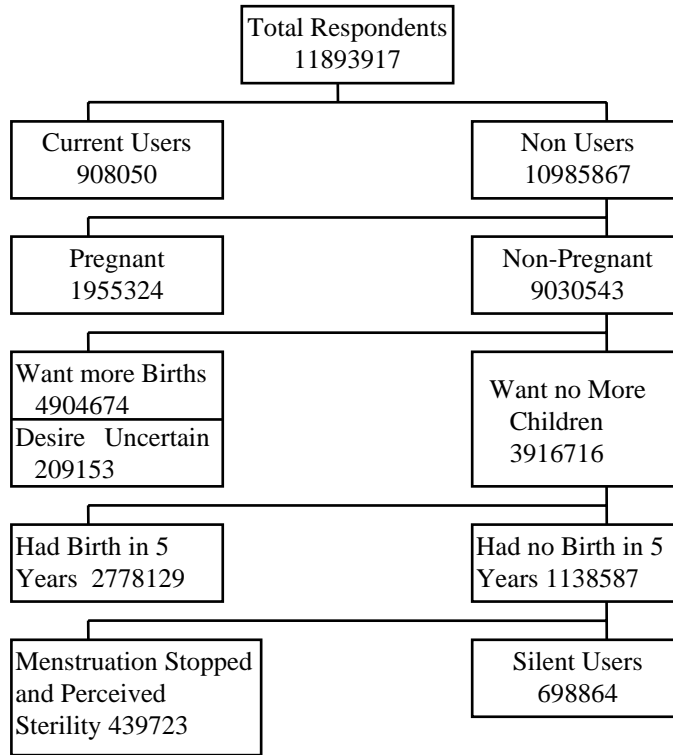 Total Respondents
11893917
Current Users
908050
Non Users
10985867
Pregnant
1955324
Non-Pregnant
9030543
Want more Births
4904674
Desire Uncertain
209153
Want no More
Children
3916716
Had Birth in 5
Years 2778129
Had no Birth in 5
Years 1138587
Menstruation Stopped
and Perceived
Sterility 439723
Silent Users
698864